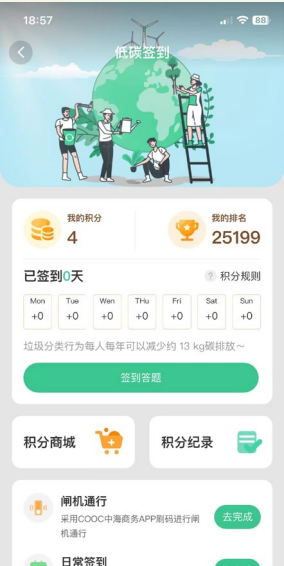 18:57
88
低碳签到
我的积分
4
我的排名
25199
已签到0天
? 积分规则
Mon Tue Wen THu Fri Sat Sun
+0 +0 +0 +0 +0 +0 +0
垃圾分类行为每人每年可以减少约 13 kg碳排放～
签到答题
积分商城
积分纪录
闸机通行
采用COOC中海商务APP刷码进行闸
机通行
去完成
日常签到